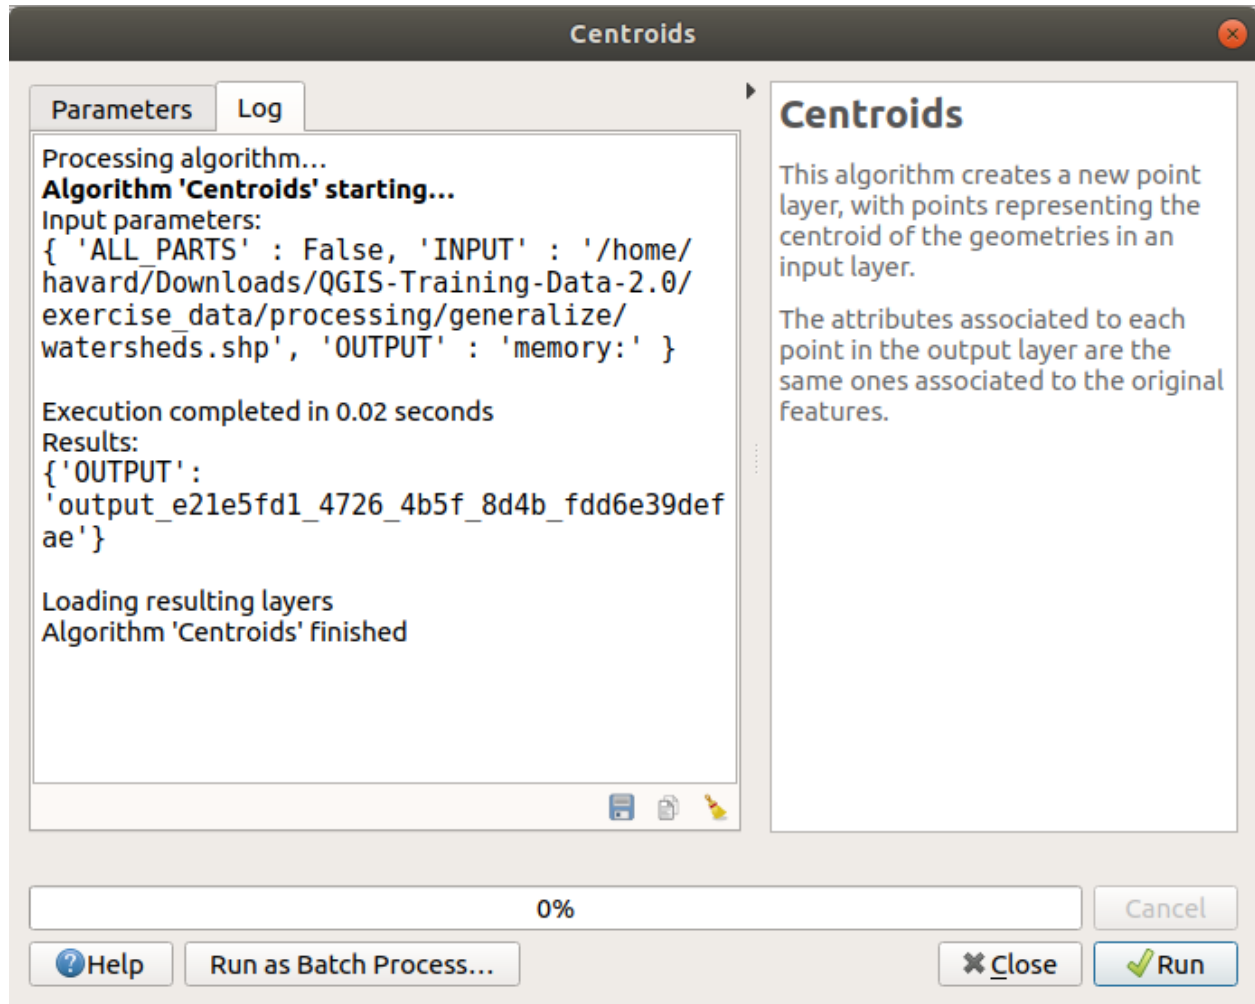 Centroids
Parameters
Log
Processing algorithm…
Algorithm 'Centroids' starting…
Input parameters:
{ 'ALL_PARTS' : False, 'INPUT' : '/home/
havard/Downloads/QGIS-Training-Data-2.0/
exercise_data/processing/generalize/
watersheds.shp', 'OUTPUT' : 'memory:' }
Execution completed in 0.02 seconds
Results:
{'OUTPUT':
'output_e21e5fd1_4726_4b5f_8d4b_fdd6e39def
ae'}
Loading resulting layers
Algorithm 'Centroids' finished
Centroids
This algorithm creates a new point
layer, with points representing the
centroid of the geometries in an
input layer.
The attributes associated to each
point in the output layer are the
same ones associated to the original
features.
0%
Cancel
Help
Run as Batch Process…
Close
Run